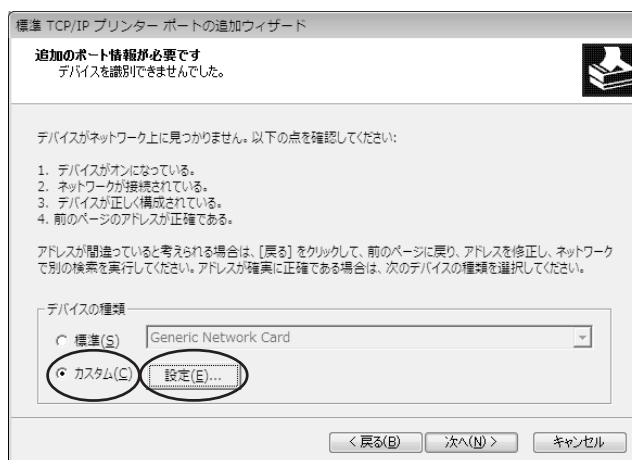 標準 TCP/IP プリンター ポートの追加ウィザード
追加のポート情報が必要です
デバイスを識別できませんでした。
デバイスがネットワーク上に見つかりません。以下の点を確認してください:
1. デバイスがオンになっている。
2. ネットワークが接続されている。
3. デバイスが正しく構成されている。
4. 前のページのアドレスが正確である。
アドレスが間違っていると考えられる場合は、[戻る] をクリックして、前のページに戻り、アドレスを修正し、ネットワーク
で別の検索を実行してください。アドレスが確実に正確である場合は、次のデバイスの種類を選択してください。
デバイスの種類
標準(S) Generic Network Card
カスタム(C) 設定(E)...
< 戻る(B) 次へ(N) > キャンセル